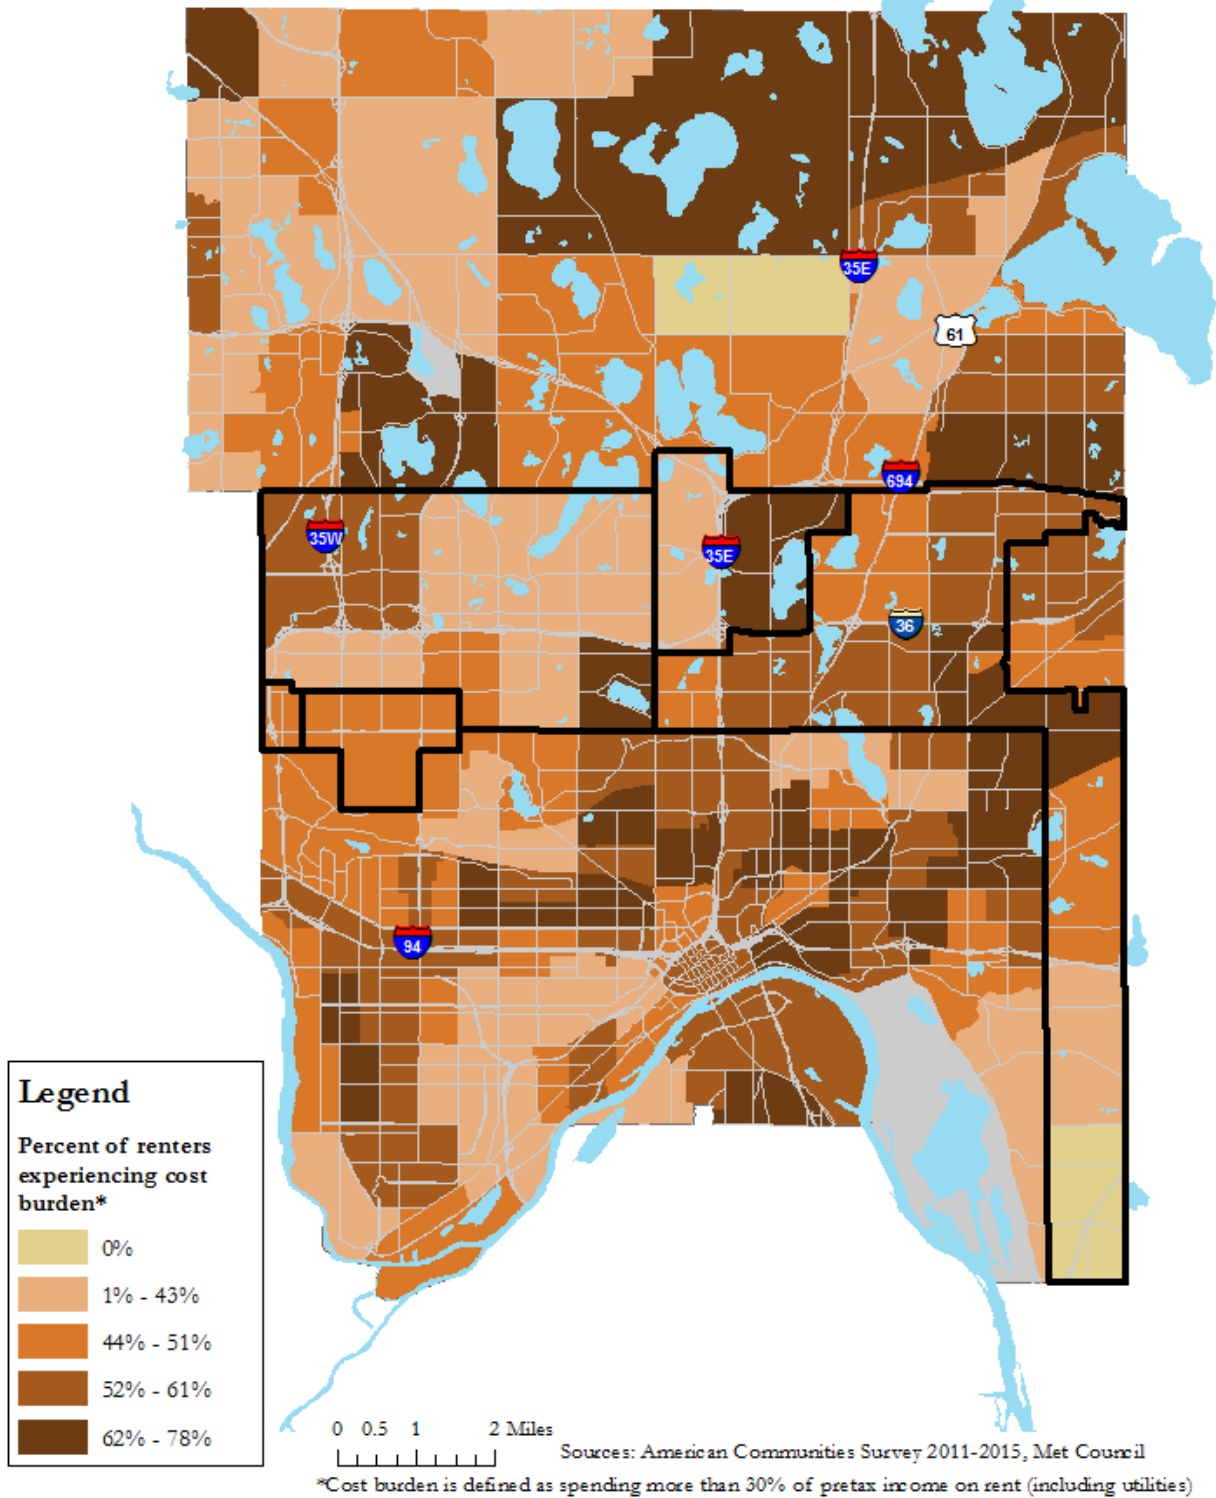 35E
61
694
35W
35E
36
94
Legend
Percent of renters
experiencing cost
burden*
0%
1% - 43%
44% - 51%
52% - 61%
62% - 78%
0 0.5 1 2 Miles
Sources: American Communities Survey 2011-2015, Met Council
*Cost burden is defined as spending more than 30% of pretax income on rent (including utilities)